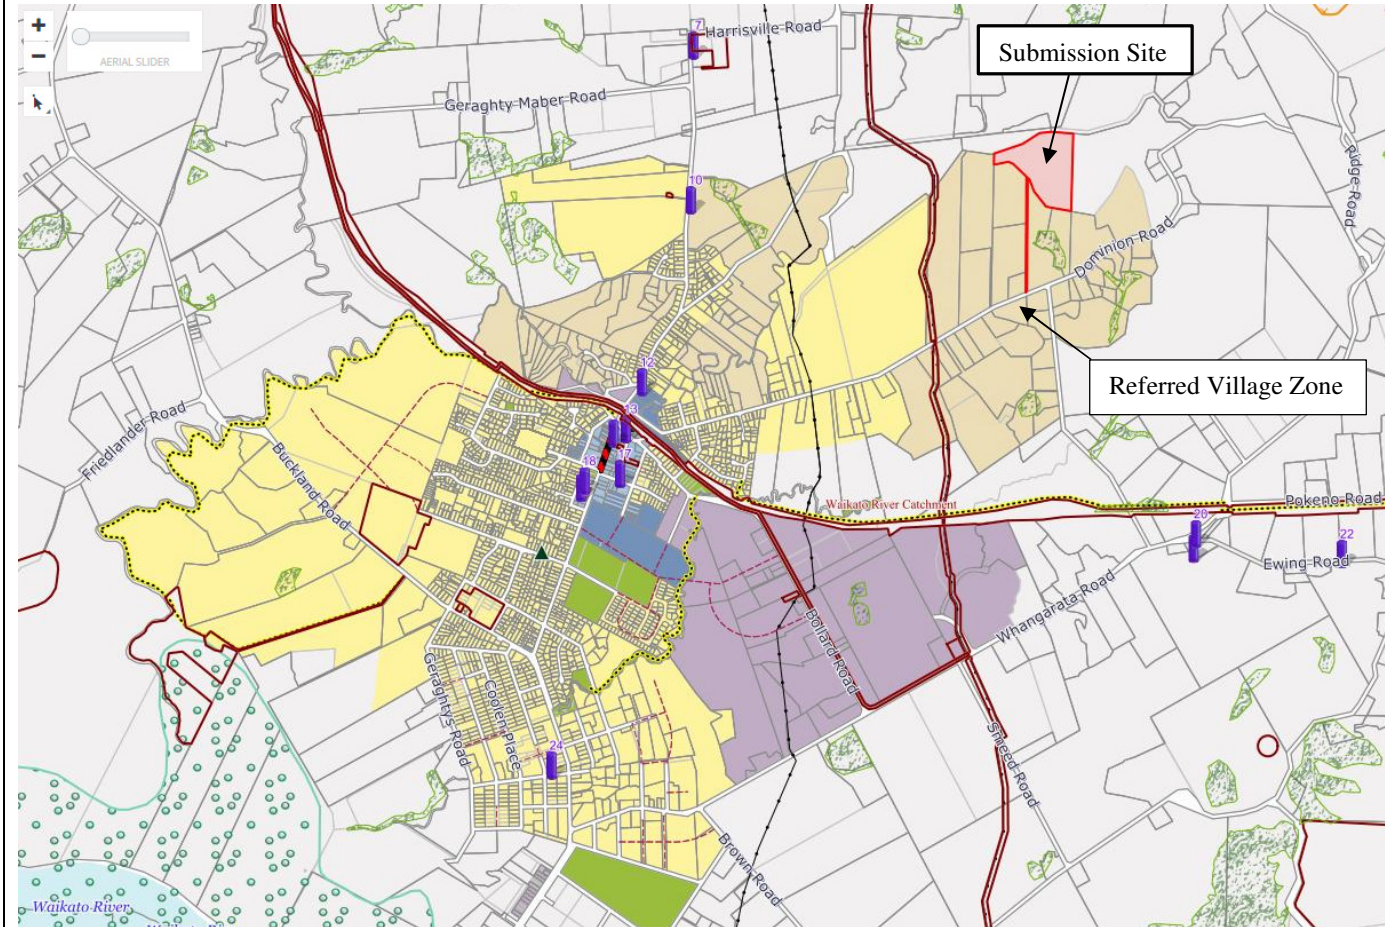 +
−
AERIAL SLIDER
7
Harrisville Road
Submission Site
Geraghty Maber Road
Ridge Road
10
Dominion Road
12
Referred Village Zone
13
Friedlander Road
Buckland Road
18
17
Waikato River Catchment
Pokeno Road
20
22
Ewing Road
Whangarata Road
Bollard Road
Geraghtys Road
Coolen Place
Smeed Road
24
Brown Road
Waikato River